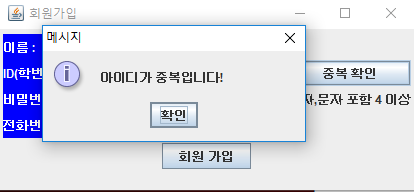 회원가입
메시지
이름 :
아이디가 중복입니다!
ID(학번
중복 확인
비밀번
자,문자 포함 4 이상
확인
전화번
회원 가입